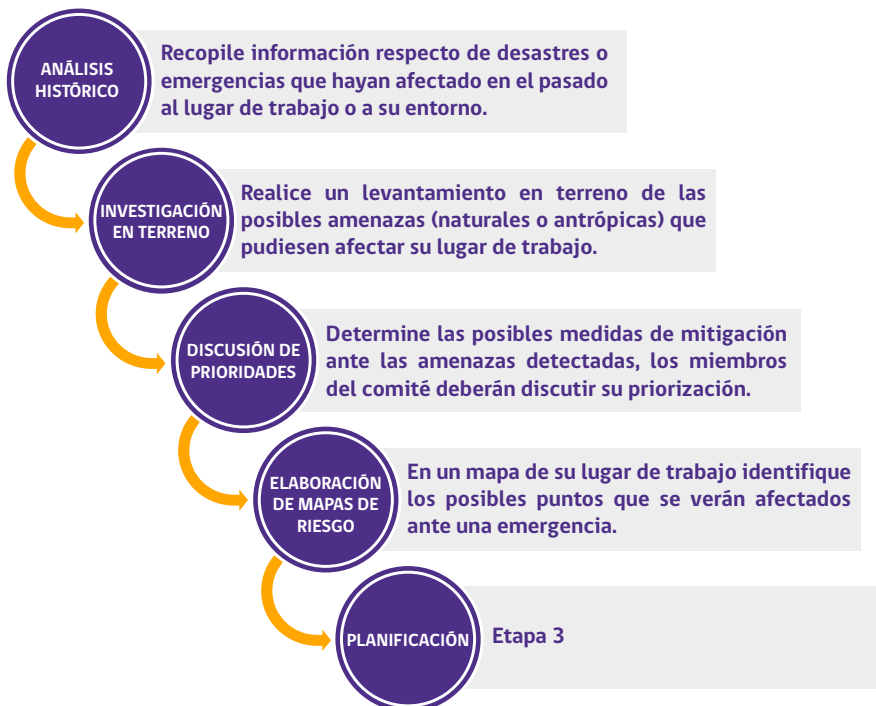 ANÁLISIS
HISTÓRICO
Recopile información respecto de desastres o
emergencias que hayan afectado en el pasado
al lugar de trabajo o a su entorno.
INVESTIGACIÓN
EN TERRENO
Realice un levantamiento en terreno de las
posibles amenazas (naturales o antrópicas) que
pudiesen afectar su lugar de trabajo.
DISCUSIÓN DE
PRIORIDADES
Determine las posibles medidas de mitigación
ante las amenazas detectadas, los miembros
del comité deberán discutir su priorización.
ELABORACIÓN
DE MAPAS DE
RIESGO
En un mapa de su lugar de trabajo identifique
los posibles puntos que se verán afectados
ante una emergencia.
PLANIFICACIÓN
Etapa 3